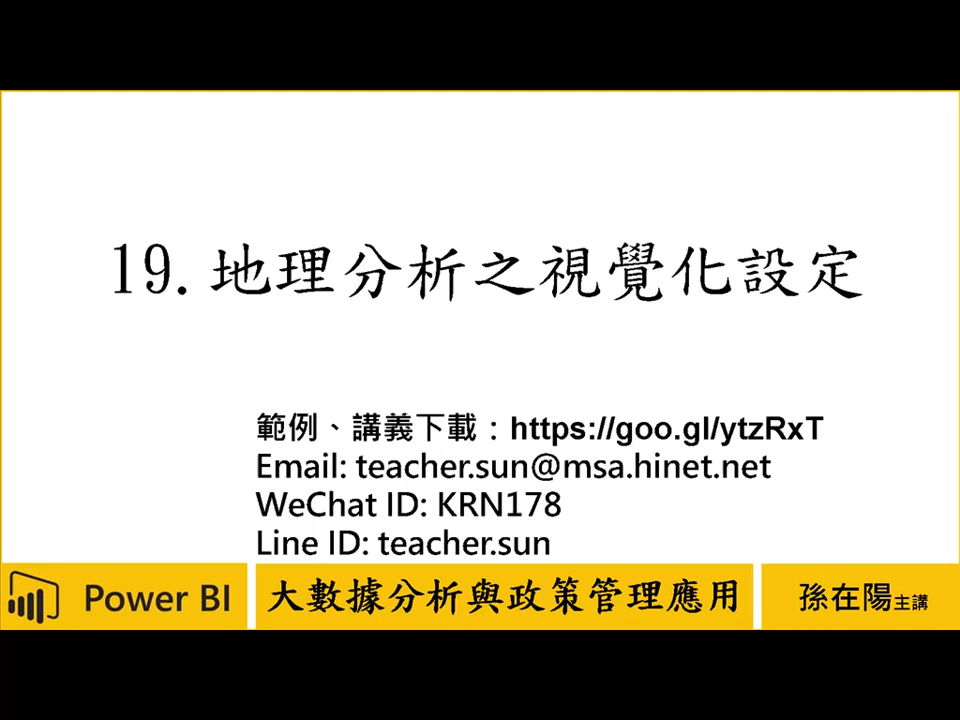 19.地理分析之視覺化設定
範例、講義下載：https://goo.gl/ytzRxT
Email: teacher.sun@msa.hinet.net
WeChat ID: KRN178
Line ID: teacher.sun
Power BI 大數據分析與政策管理應用 孫在陽主講